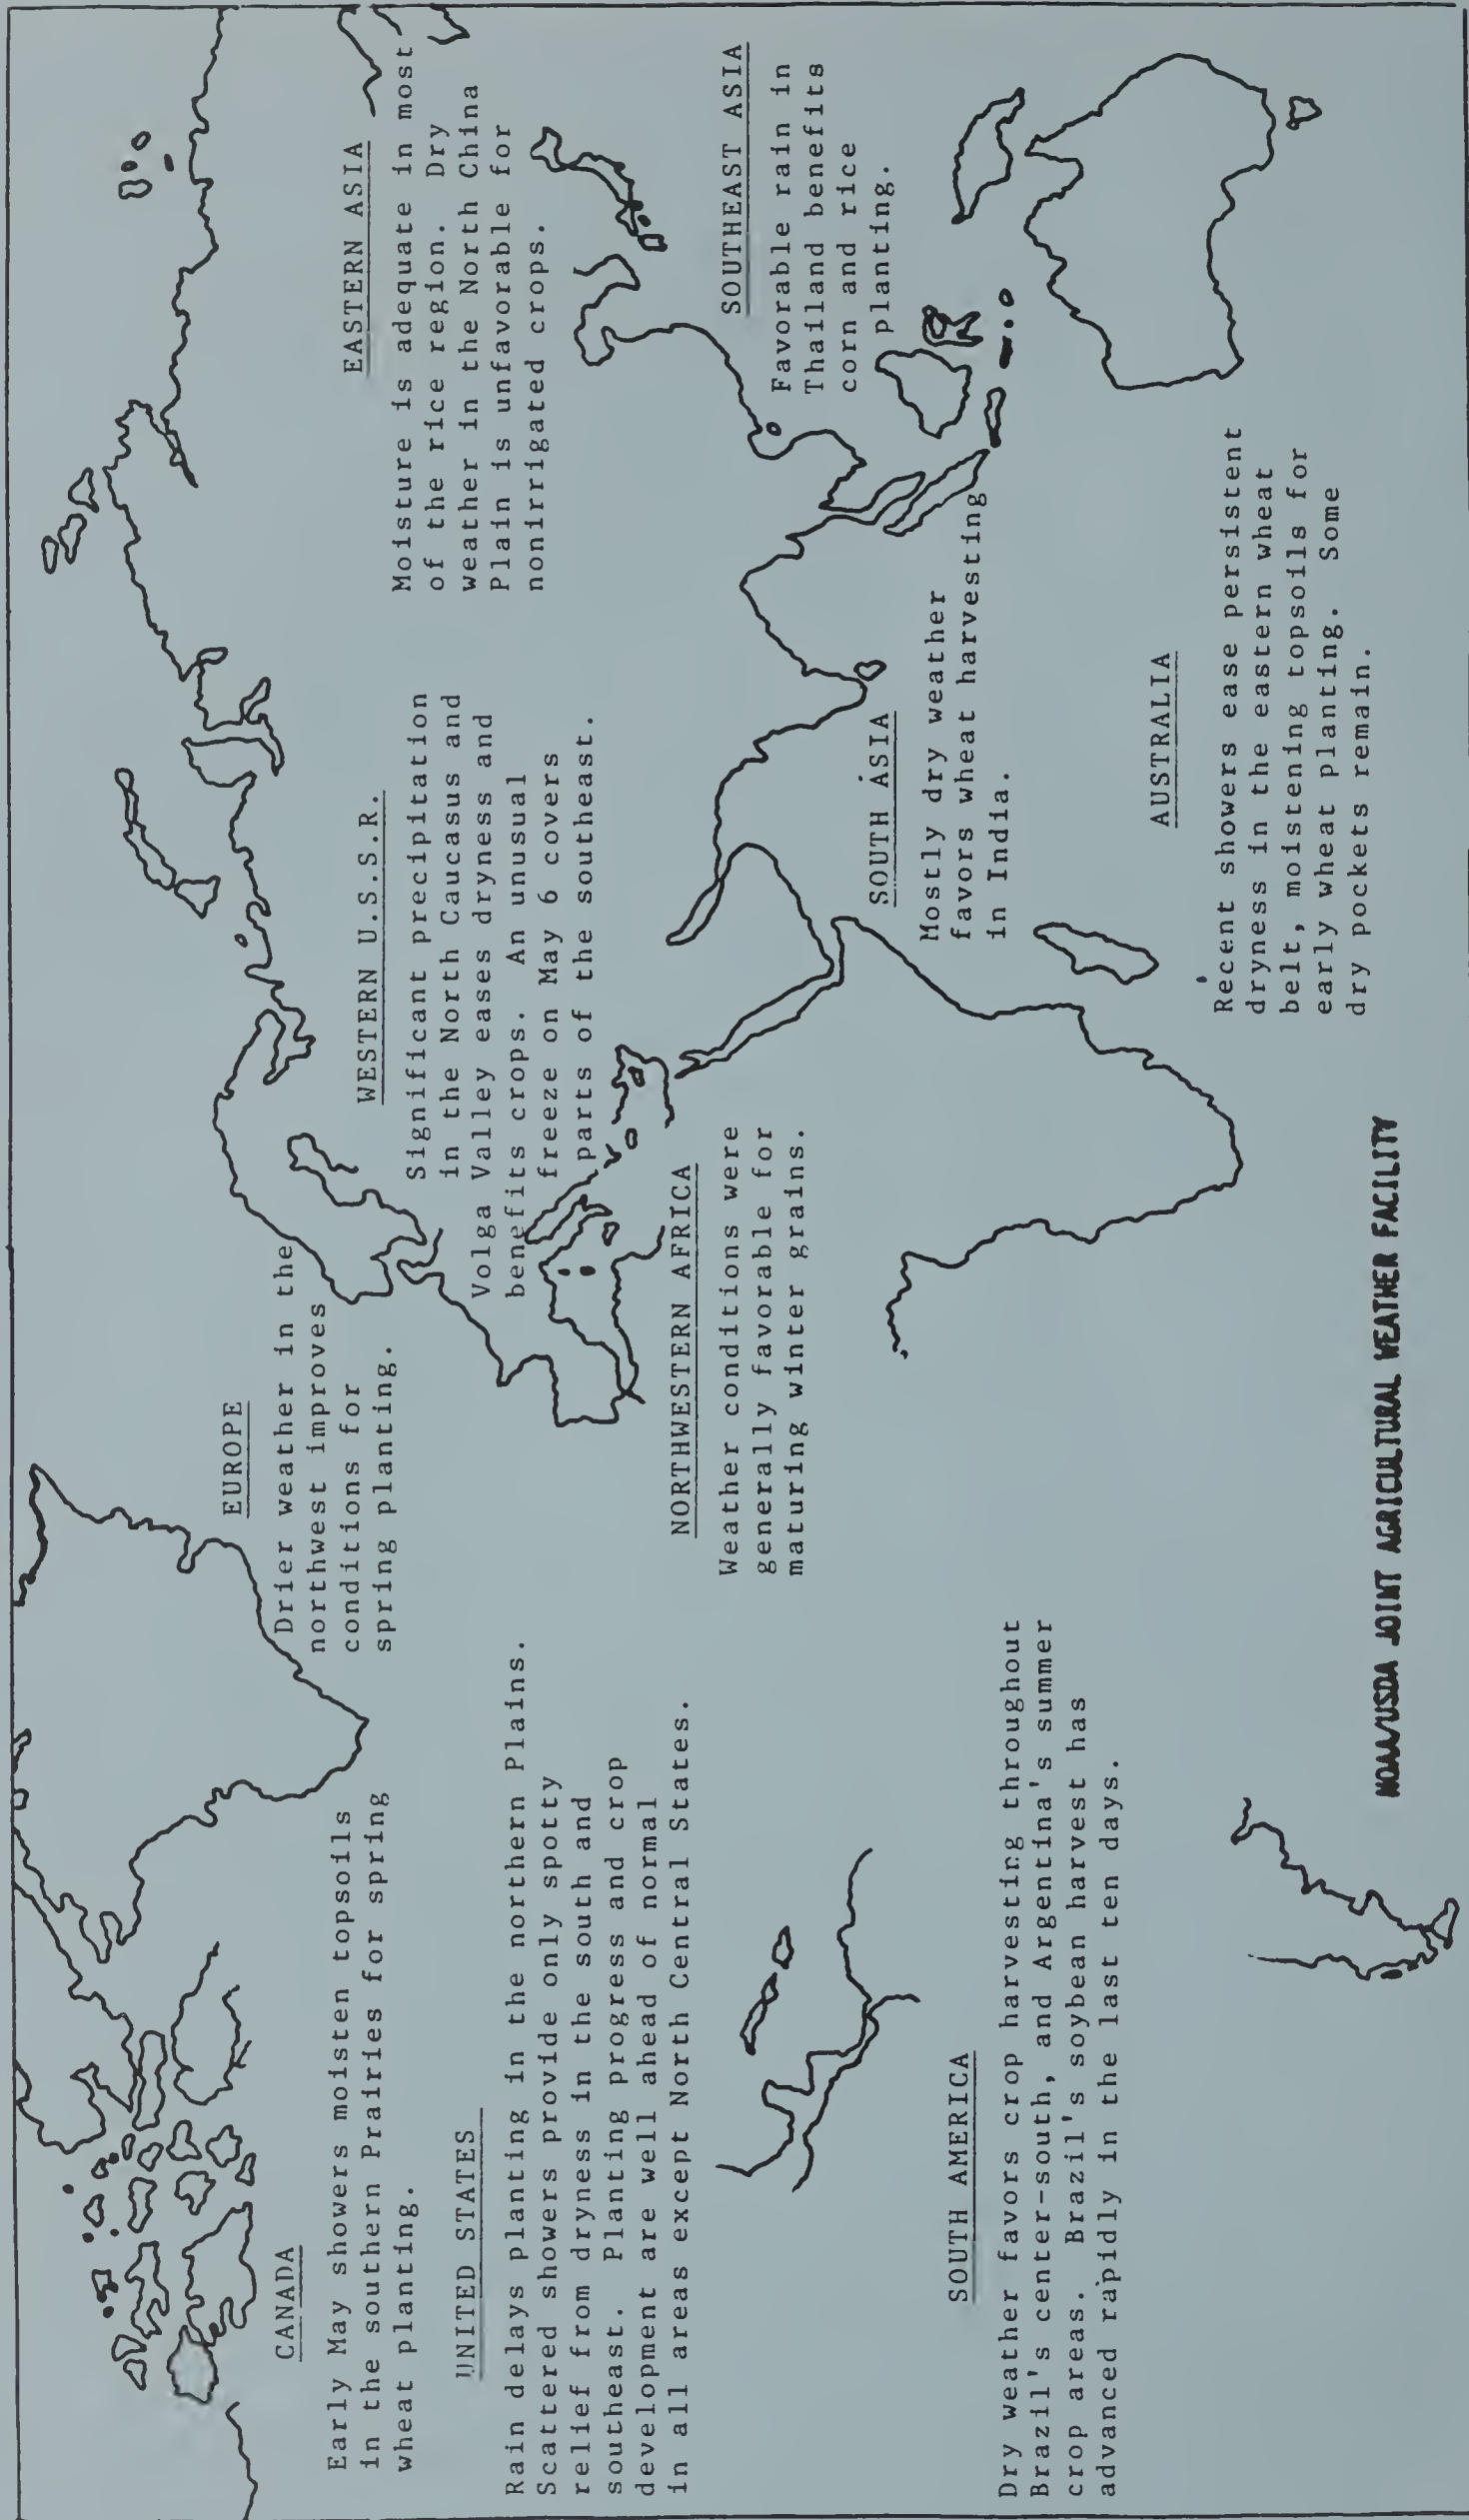 CANADA
Early May showers moisten topsoils
in the southern Prairies for spring
wheat planting.
UNITED STATES
Rain delays planting in the northern Plains.
Scattered showers provide only spotty
relief from dryness in the south and
southeast. Planting progress and crop
development are well ahead of normal
in all areas except North Central States.
SOUTH AMERICA
Dry weather favors crop harvesting throughout
Brazil's center-south, and Argentina's summer
crop areas. Brazil's soybean harvest has
advanced rapidly in the last ten days.
EUROPE
Drier weather in the
northwest improves
conditions for
spring planting.
WESTERN U.S.S.R.
Significant precipitation
in the North Caucasus and
Volga Valley eases dryness and
benefits crops. An unusual
freeze on May 6 covers
parts of the southeast.
NORTHWESTERN AFRICA
Weather conditions were
generally favorable for
maturing winter grains.
EASTERN ASIA
Moisture is adequate in most
of the rice region. Dry
weather in the North China
Plain is unfavorable for
nonirrigated crops.
SOUTHEAST ASIA
Favorable rain in
Thailand benefits
corn and rice
planting.
SOUTH ASIA
Mostly dry weather
favors wheat harvesting
in India.
AUSTRALIA
Recent showers ease persistent
dryness in the eastern wheat
belt, moistening topsoils for
early wheat planting. Some
dry pockets remain.
NOAA/USDA JOINT AGRICULTURAL WEATHER FACILITY